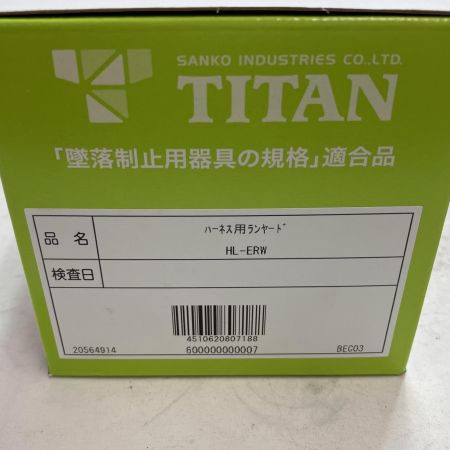 SANKO INDUSTRIES CO.,LTD.
TITAN
「墜落制止用器具の規格」適合品
品 名 ﾊｰﾈｽ用ﾗﾝﾔｰﾄﾞ
HL-ERW
検査日
4510620807188
20564914 600000000007 BEC03